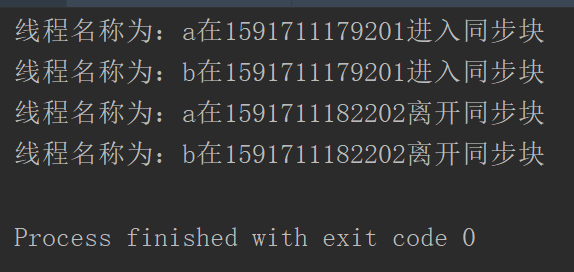 线程名称为：a在1591711179201进入同步块
线程名称为：b在1591711179201进入同步块
线程名称为：a在1591711182202离开同步块
线程名称为：b在1591711182202离开同步块
Process finished with exit code 0